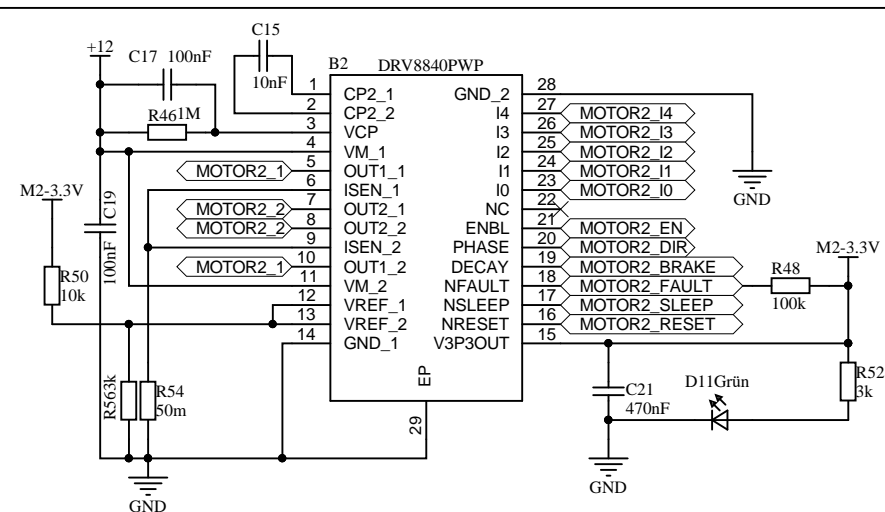 C15
+12
C17 100nF
B2 DRV8840PWP
10nF
1 CP2_1 GND_2 28
2 CP2_2 I4 27 MOTOR2_I4
R461M
3 VCP I3 26 MOTOR2_I3
4 VM_1 I2 25 MOTOR2_I2
MOTOR2_1 5 OUT1_1 I1 24 MOTOR2_I1
6 ISEN_1 I0 23 MOTOR2_I0
GND
M2-3.3V
C19
100nF
MOTOR2_2 7 OUT2_1 NC 22
MOTOR2_2 8 OUT2_2 ENBL 21 MOTOR2_EN
9 ISEN_2 PHASE 20 MOTOR2_DIR
M2-3.3V
MOTOR2_1 10 OUT1_2 DECAY 19 MOTOR2_BRAKE
R50
10k
11 VM_2 NFAULT 18 MOTOR2_FAULT
R48
100k
12 VREF_1 NSLEEP 17 MOTOR2_SLEEP
13 VREF_2 NRESET 16 MOTOR2_RESET
14 GND_1 V3P3OUT 15
EP
29
R563k
R54
50m
C21
470nF
D11Grün
R52
3k
GND
GND